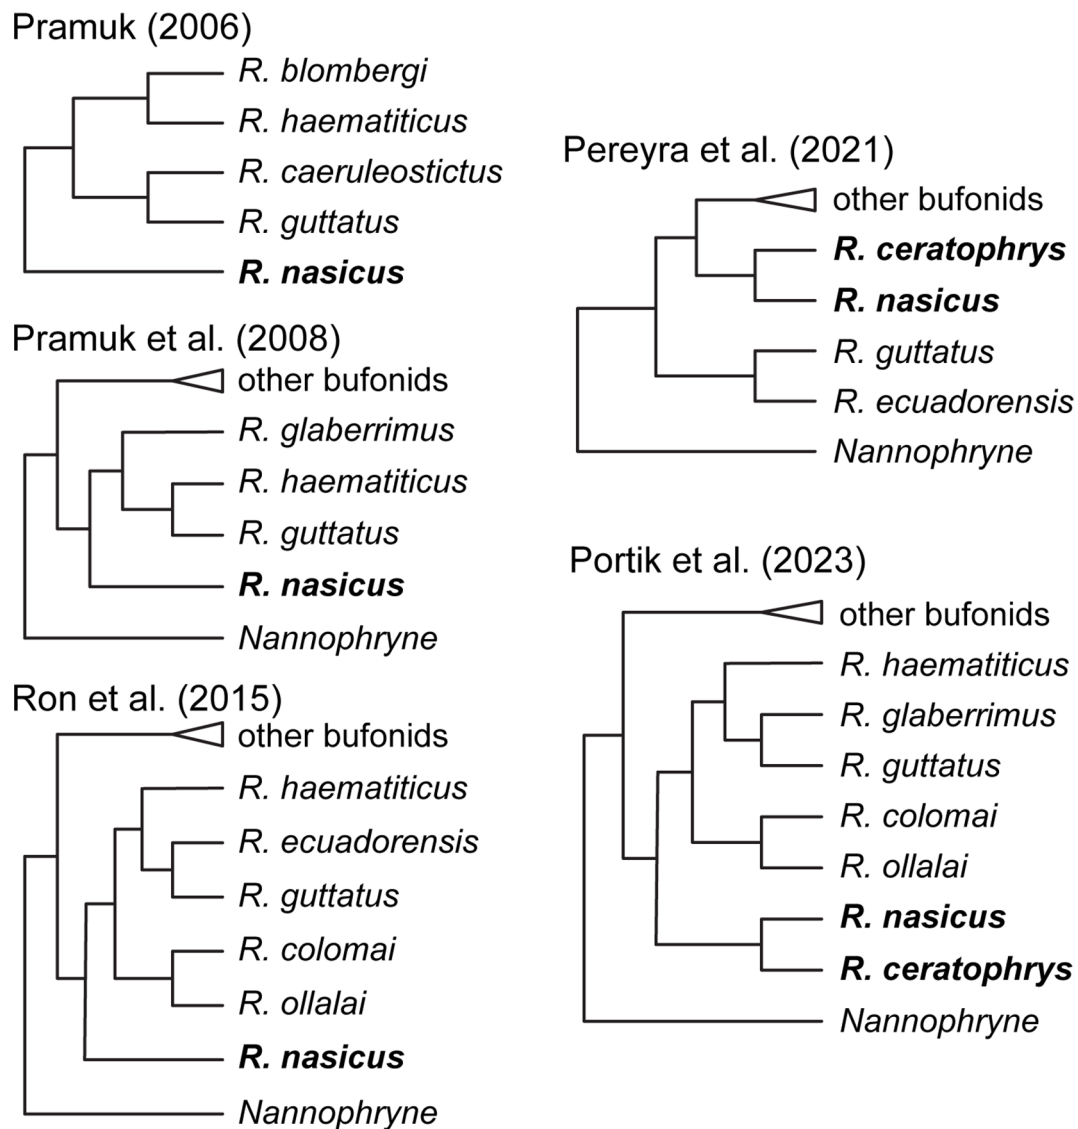 Pramuk (2006)
R. blombergi
R. haematiticus
R. caeruleostictus
R. guttatus
R. nasicus
Pramuk et al. (2008)
other bufonids
R. glaberrimus
R. haematiticus
R. guttatus
R. nasicus
Nannophryne
Ron et al. (2015)
other bufonids
R. haematiticus
R. ecuadorensis
R. guttatus
R. colomai
R. ollalai
R. nasicus
Nannophryne
Pereyra et al. (2021)
other bufonids
R. ceratophrys
R. nasicus
R. guttatus
R. ecuadorensis
Nannophryne
Portik et al. (2023)
other bufonids
R. haematiticus
R. glaberrimus
R. guttatus
R. colomai
R. ollalai
R. nasicus
R. ceratophrys
Nannophryne